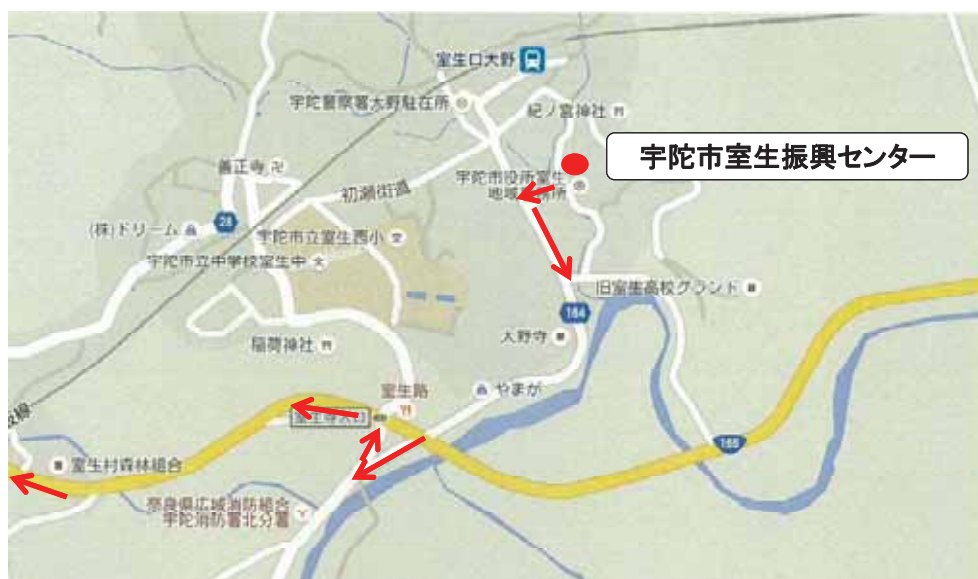 室生口大野
宇陀警察署大野駐在所
紀ノ宮神社
宇陀市室生振興センター
善正寺
初瀬街道
宇陀市役所室生
地域
所
28
(株)ドリーム
宇陀市立室生西小
宇陀市立中学校室生中
旧室生高校グランド
164
大野寺
稲荷神社
室生路
やまが
室生寺入口
165
室生村森林組合
奈良県広域消防組合
宇陀消防署北分署